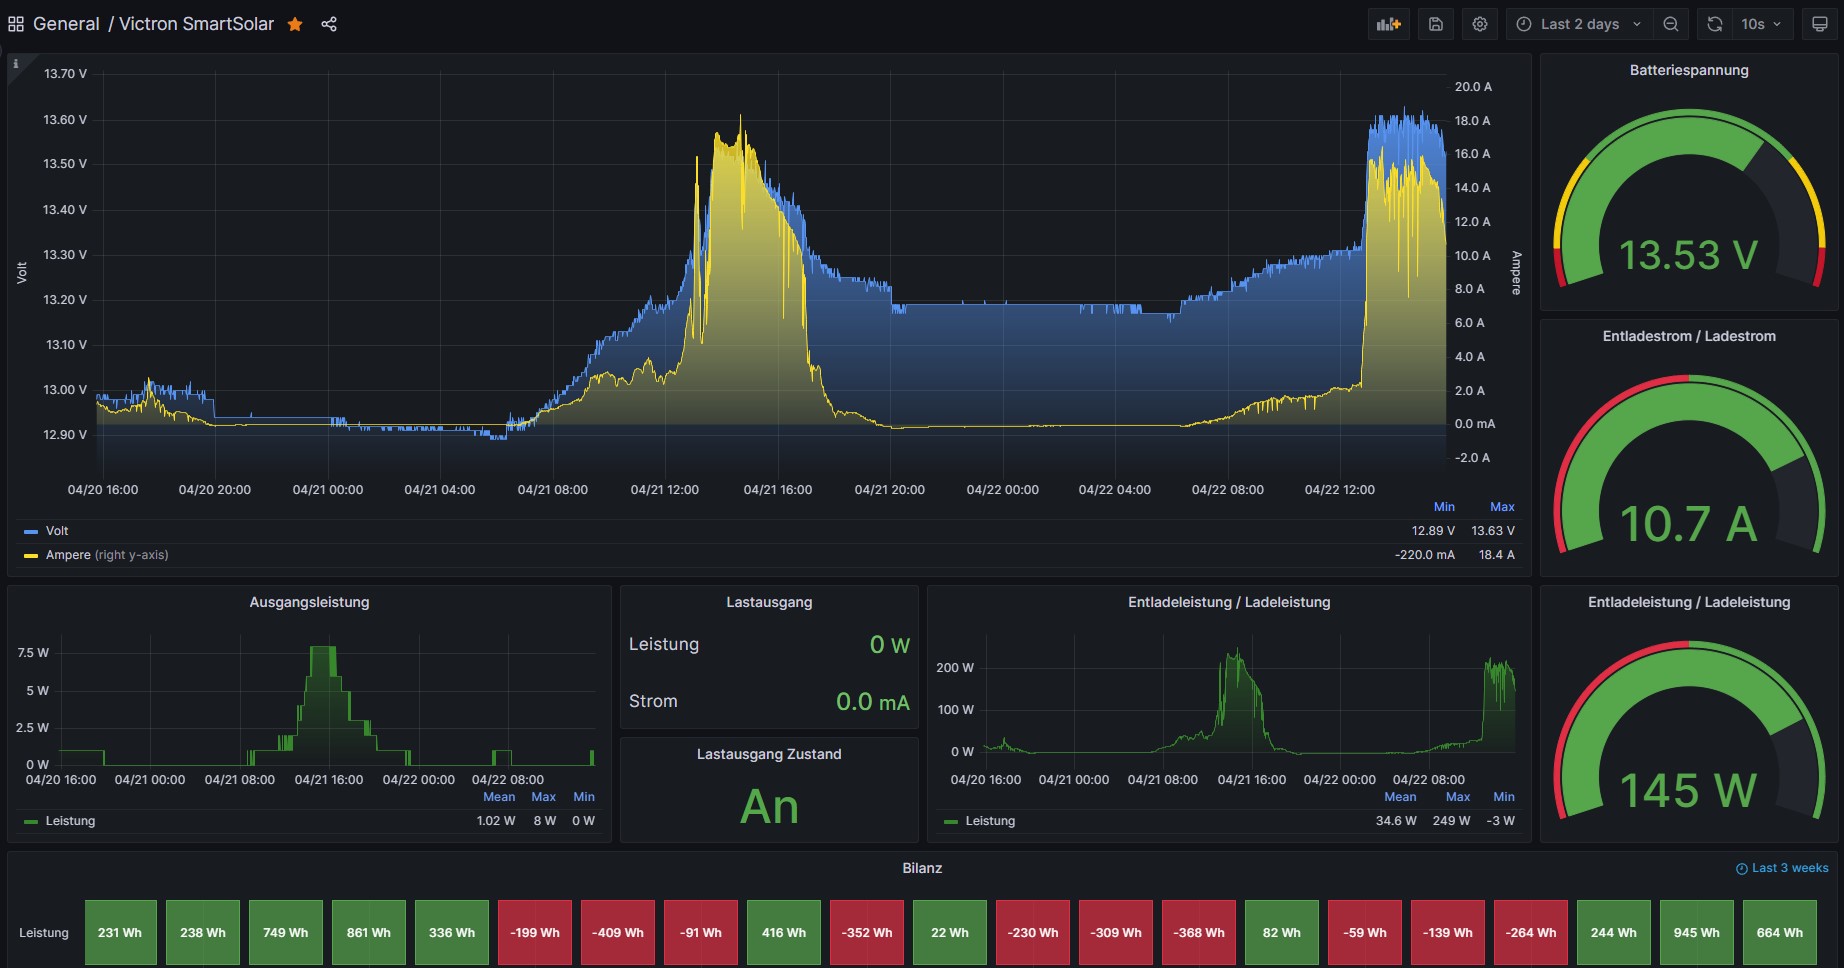 General / Victron SmartSolar
Last 2 days
10s
13.70 V
13.60 V
13.50 V
13.40 V
13.30 V
13.20 V
13.10 V
13.00 V
12.90 V
Volt
20.0 A
18.0 A
16.0 A
14.0 A
12.0 A
10.0 A
8.0 A
6.0 A
4.0 A
2.0 A
0.0 mA
-2.0 A
Ampere
04/20 16:00 04/20 20:00 04/21 00:00 04/21 04:00 04/21 08:00 04/21 12:00 04/21 16:00 04/21 20:00 04/22 00:00 04/22 04:00 04/22 08:00 04/22 12:00
Min Max
Volt 12.89 V 13.63 V
Ampere (right y-axis) -220.0 mA 18.4 A
Batteriespannung
13.53 V
Entladestrom / Ladestrom
10.7 A
Ausgangsleistung
7.5 W
5 W
2.5 W
0 W
04/20 16:00 04/21 00:00 04/21 08:00 04/21 16:00 04/22 00:00 04/22 08:00
Mean Max Min
Leistung 1.02 W 8 W 0 W
Lastausgang
Leistung 0 W
Strom 0.0 mA
Lastausgang Zustand
An
Entladeleistung / Ladeleistung
200 W
100 W
0 W
04/20 16:00 04/21 00:00 04/21 08:00 04/21 16:00 04/22 00:00 04/22 08:00
Mean Max Min
Leistung 34.6 W 249 W -3 W
Entladeleistung / Ladeleistung
145 W
Bilanz
Last 3 weeks
Leistung 231 Wh 238 Wh 749 Wh 861 Wh 336 Wh -199 Wh -409 Wh -91 Wh 416 Wh -352 Wh 22 Wh -230 Wh -309 Wh -368 Wh 82 Wh -59 Wh -139 Wh -264 Wh 244 Wh 945 Wh 664 Wh